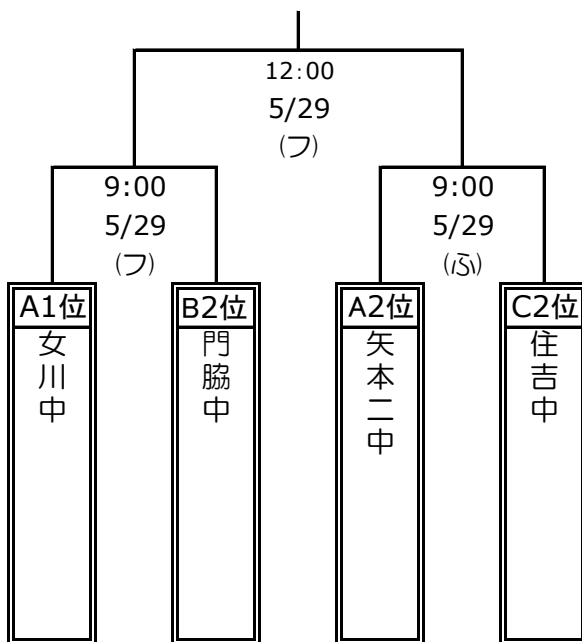 12:00
5/29
(フ)
9:00
5/29
(フ)
9:00
5/29
(ふ)
A1位
女川中
B2位
門脇中
A2位
矢本二中
C2位
住吉中